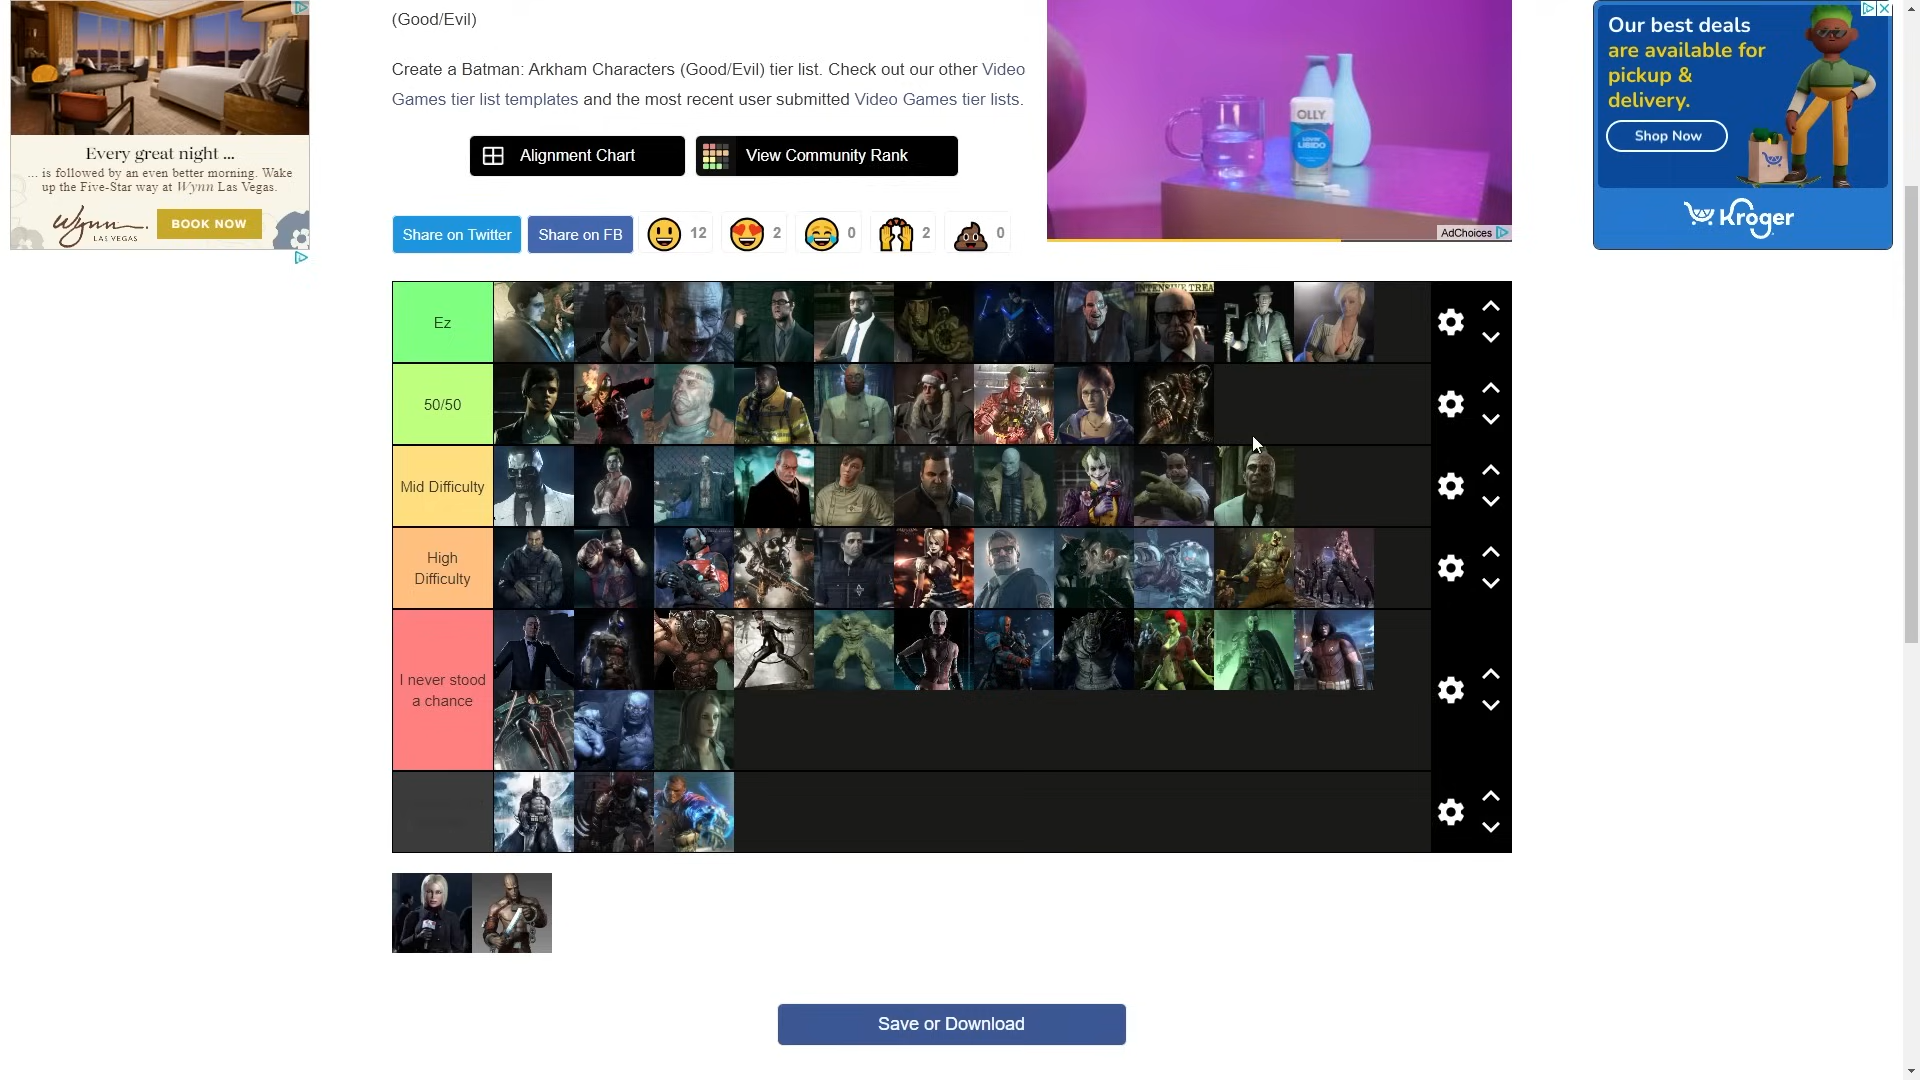 (Good/Evil)
Create a Batman: Arkham Characters (Good/Evil) tier list. Check out our other Video
Games tier list templates and the most recent user submitted Video Games tier lists.
Alignment Chart
View Community Rank
Share on Twitter
Share on FB
12
2
0
2
0
Every great night ...
... is followed by an even better morning. Wake
up the Five-Star way at Wynn Las Vegas.
Wynn
LAS VEGAS
BOOK NOW
OLLY
LIBIDO
AdChoices
Our best deals
are available for
pickup &
delivery.
Shop Now
Kroger
Ez
INTENSIVE TREA
50/50
Mid Difficulty
High
Difficulty
I never stood
a chance
Save or Download